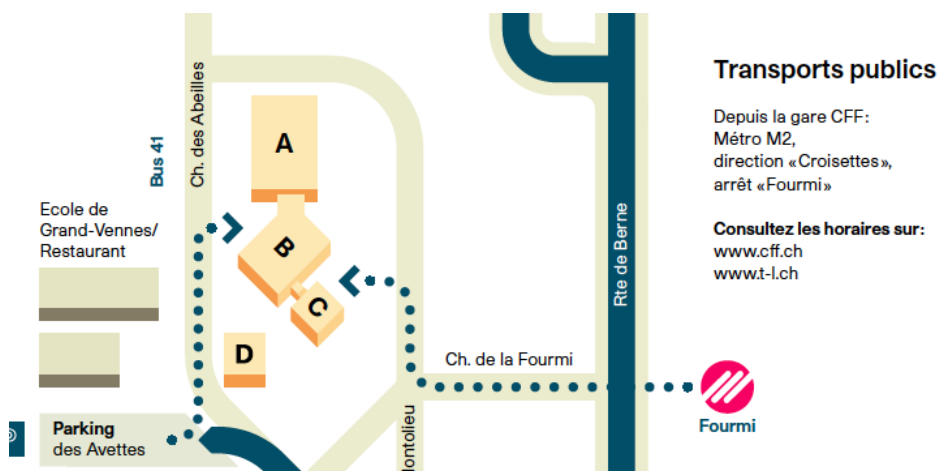 Transports publics
Depuis la gare CFF:
Métro M2,
direction «Croisettes»,
arrêt «Fourmi»
Consultez les horaires sur:
www.cff.ch
www.t-l.ch
Bus 41
Ch. des Abeilles
A
B
C
D
Ecole de
Grand-Vennes/
Restaurant
Rte de Berne
Ch. de la Fourmi
Fourmi
Parking
des Avettes